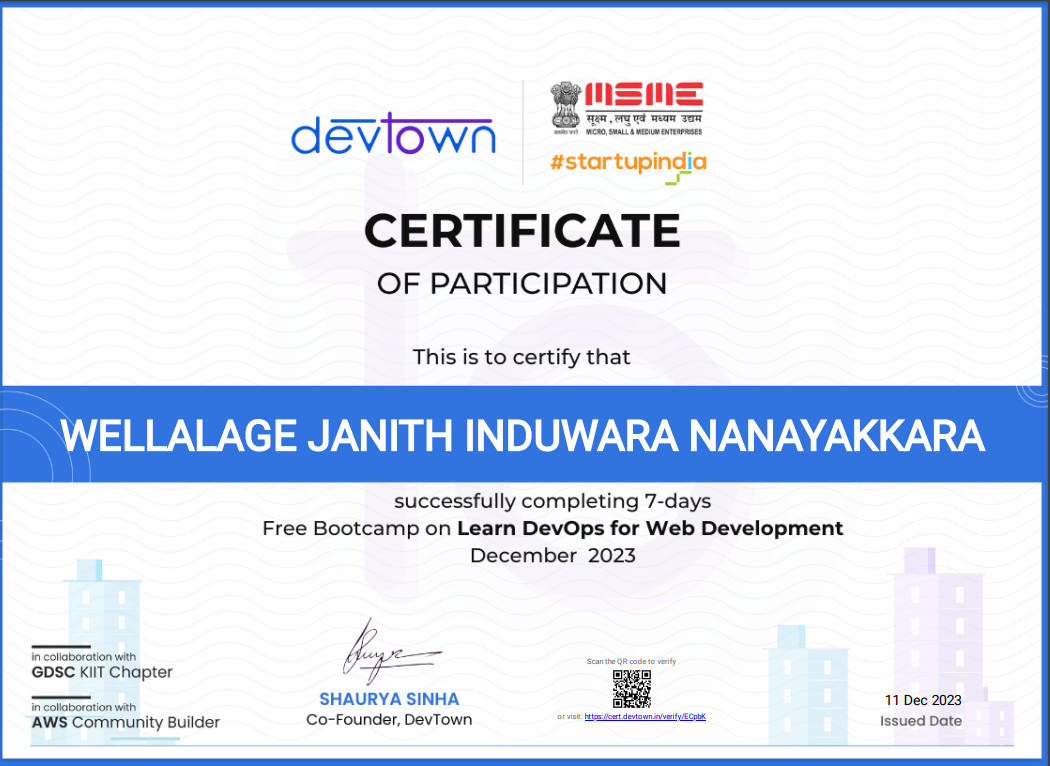 devtown
MSME
सूक्ष्म, लघु एवं मध्यम उद्यम
MICRO, SMALL & MEDIUM ENTERPRISES
#startupindia
CERTIFICATE
OF PARTICIPATION
This is to certify that
WELLALAGE JANITH INDUWARA NANAYAKKARA
successfully completing 7-days
Free Bootcamp on Learn DevOps for Web Development
December 2023
in collaboration with
GDSC KIIT Chapter
in collaboration with
AWS Community Builder
SHAURYA SINHA
Co-Founder, DevTown
Scan the QR code to verify
or visit: https://cert.devtown.in/verify/ECpbK
11 Dec 2023
Issued Date